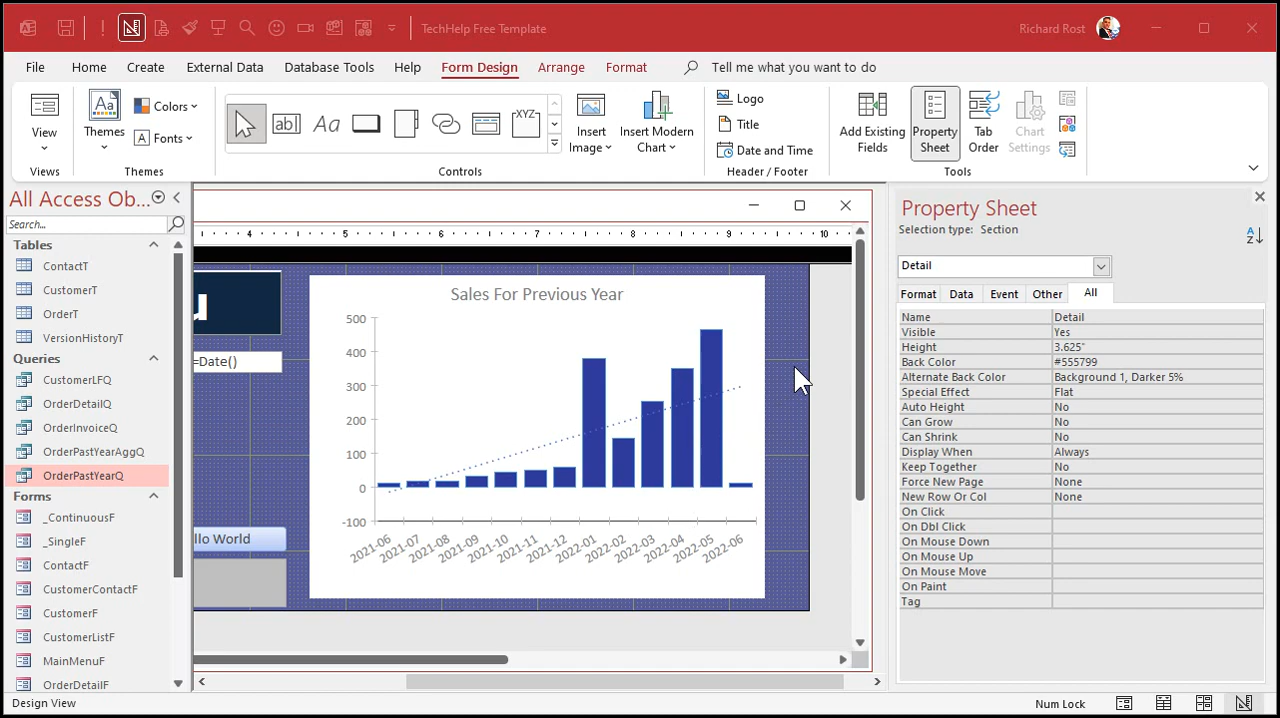 TechHelp Free Template
Richard Rost
File Home Create External Data Database Tools Help Form Design Arrange Format Tell me what you want to do
View
Views
Themes
Colors
Fonts
Themes
ab|
Aa
XYZ
Controls
Insert Image
Insert Modern Chart
Logo
Title
Date and Time
Header / Footer
Add Existing Fields
Property Sheet
Tab Order
Chart Settings
Tools
All Access Ob...
Search...
Tables
ContactT
CustomerT
OrderT
VersionHistoryT
Queries
CustomerLFQ
OrderDetailQ
OrderInvoiceQ
OrderPastYearAggQ
OrderPastYearQ
Forms
_ContinuousF
_SingleF
ContactF
CustomerContactF
CustomerF
CustomerListF
MainMenuF
OrderDetailF
4 5 6 7 8 9 10
u
=Date()
llo World
Sales For Previous Year
500
400
300
200
100
0
-100
2021-06 2021-07 2021-08 2021-09 2021-10 2021-11 2021-12 2022-01 2022-02 2022-03 2022-04 2022-05 2022-06
Property Sheet
Selection type: Section
Detail
Format Data Event Other All
Name Detail
Visible Yes
Height 3.625"
Back Color #555799
Alternate Back Color Background 1, Darker 5%
Special Effect Flat
Auto Height No
Can Grow No
Can Shrink No
Display When Always
Keep Together No
Force New Page None
New Row Or Col None
On Click
On Dbl Click
On Mouse Down
On Mouse Up
On Mouse Move
On Paint
Tag
Design View
Num Lock